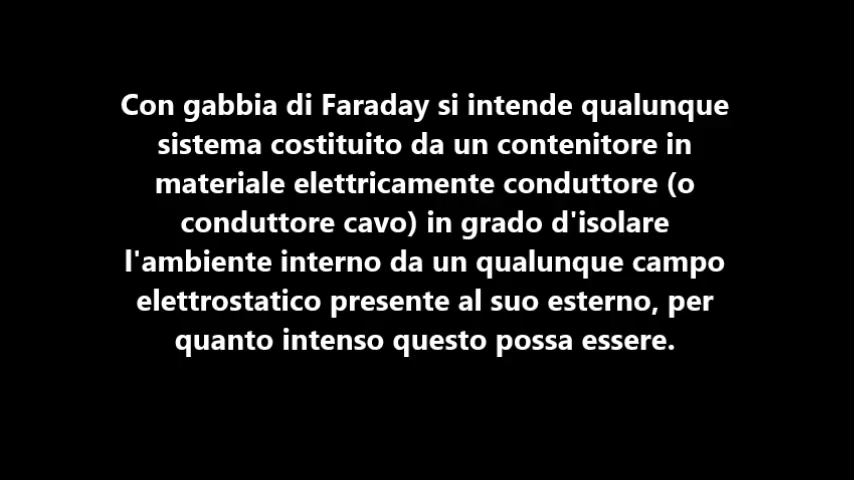 Con gabbia di Faraday si intende qualunque
sistema costituito da un contenitore in
materiale elettricamente conduttore (o
conduttore cavo) in grado d'isolare
l'ambiente interno da un qualunque campo
elettrostatico presente al suo esterno, per
quanto intenso questo possa essere.